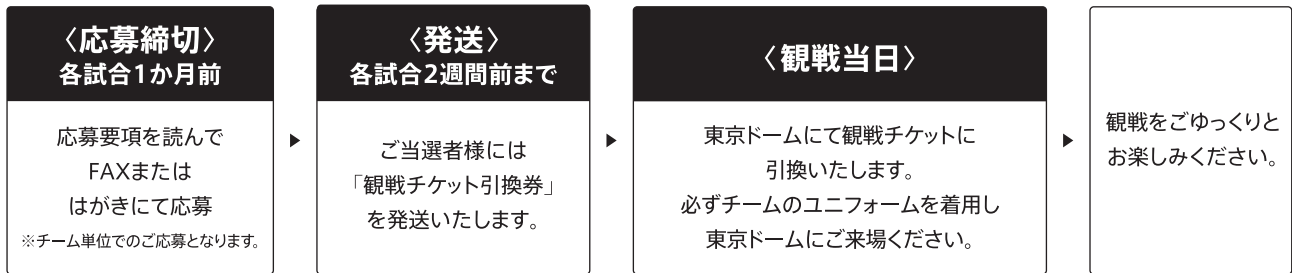 〈応募締切〉
各試合1か月前
応募要項を読んで
FAXまたは
はがきにて応募
※チーム単位でのご応募となります。
〈発送〉
各試合2週間前まで
ご当選者様には
「観戦チケット引換券」
を発送いたします。
〈観戦当日〉
東京ドームにて観戦チケットに
引換いたします。
必ずチームのユニフォームを着用し
東京ドームにご来場ください。
観戦をごゆっくりと
お楽しみください。